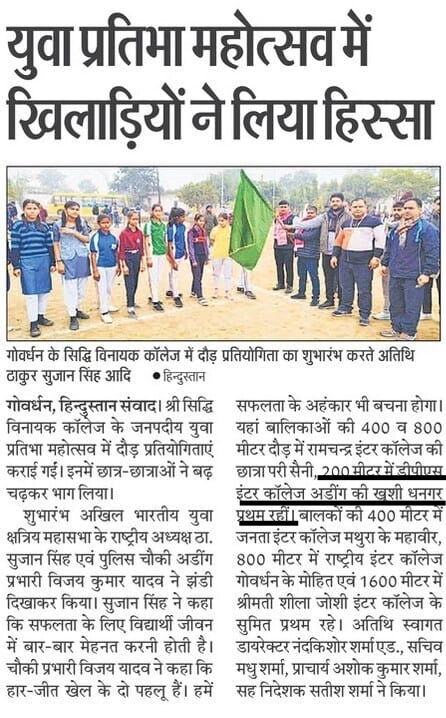 युवा प्रतिभा महोत्सव में
खिलाड़ियों ने लिया हिस्सा
गोवर्धन के सिद्धि विनायक कॉलेज में दौड़ प्रतियोगिता का शुभारंभ करते अतिथि
ठाकुर सुजान सिंह आदि ● हिन्दुस्तान
गोवर्धन, हिन्दुस्तान संवाद। श्री सिद्धि
विनायक कॉलेज के जनपदीय युवा
प्रतिभा महोत्सव में दौड़ प्रतियोगिताएं
कराई गईं। इनमें छात्र-छात्राओं ने बढ़
चढ़कर भाग लिया।
शुभारंभ अखिल भारतीय युवा
क्षत्रिय महासभा के राष्ट्रीय अध्यक्ष ठा.
सुजान सिंह एवं पुलिस चौकी अडींग
प्रभारी विजय कुमार यादव ने झंडी
दिखाकर किया। सुजान सिंह ने कहा
कि सफलता के लिए विद्यार्थी जीवन
में बार-बार मेहनत करनी होती है।
चौकी प्रभारी विजय यादव ने कहा कि
हार-जीत खेल के दो पहलू हैं। हमें
सफलता के अहंकार भी बचना होगा।
यहां बालिकाओं की 400 व 800
मीटर दौड़ में रामचन्द्र इंटर कॉलेज की
छात्रा परी सैनी, 200 मीटर में डीपीएस
इंटर कॉलेज अडींग की खुशी धनगर
प्रथम रहीं। बालकों की 400 मीटर में
जनता इंटर कॉलेज मथुरा के महावीर,
800 मीटर में राष्ट्रीय इंटर कॉलेज
गोवर्धन के मोहित एवं 1600 मीटर में
श्रीमती शीला जोशी इंटर कॉलेज के
सुमित प्रथम रहे। अतिथि स्वागत
डायरेक्टर नंदकिशोर शर्मा एड., सचिव
मधु शर्मा, प्राचार्य अशोक कुमार शर्मा,
सह निदेशक सतीश शर्मा ने किया।